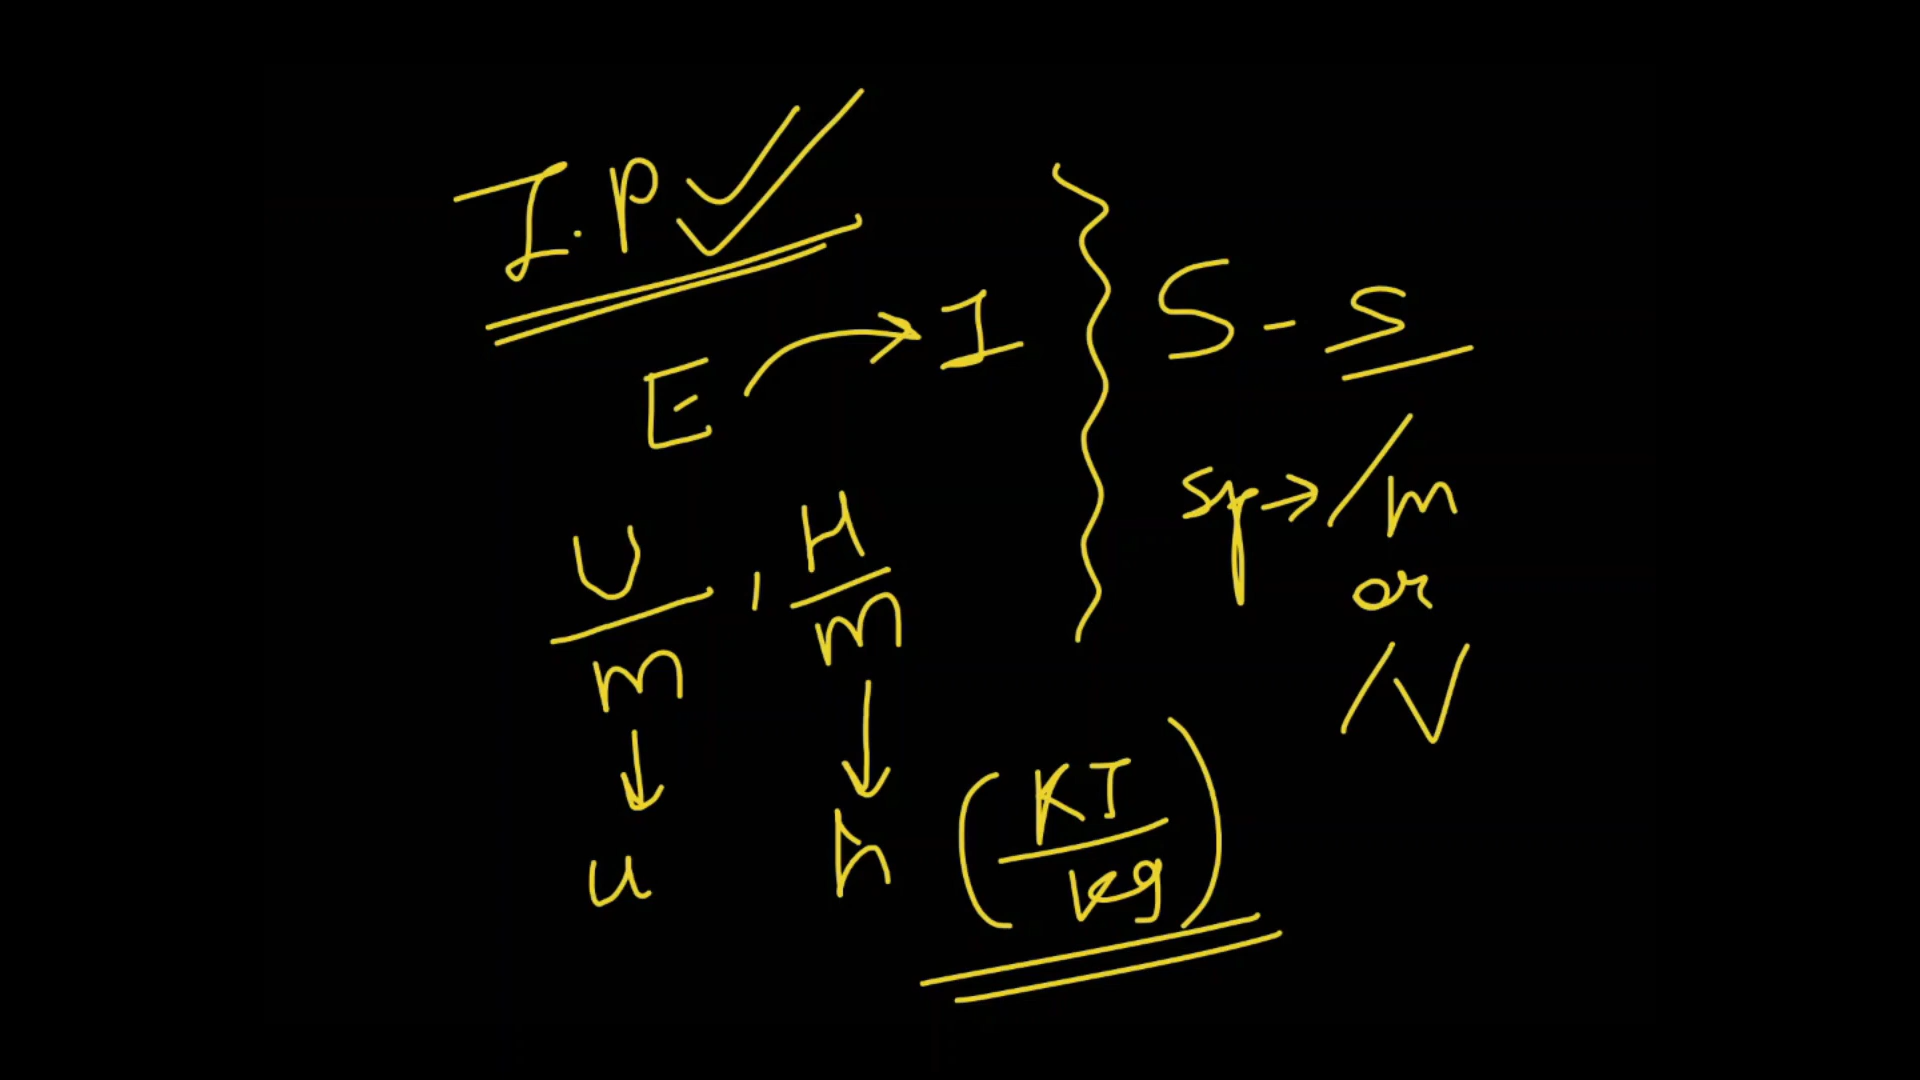 I.P ✓✓
E → I
U/m , H/m
↓ ↓
u h (KJ/kg)
S - s
sp → /m
or
/V